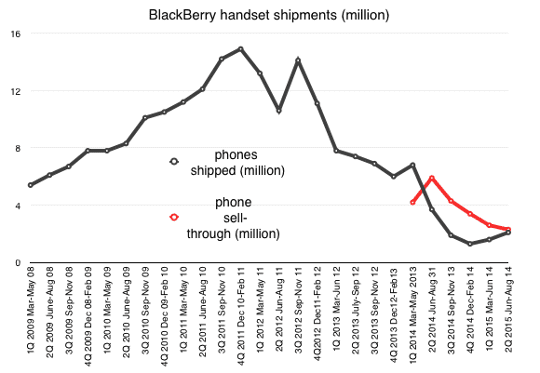 BlackBerry handset shipments (million)
16
12
8
4
0
phones
shipped (million)
phone
sell-
through (million)
1Q 2009 Mar-May 08
2Q 2009 June-Aug 08
3Q 2009 Sep-Nov 08
4Q 2009 Dec 08-Feb 09
1Q 2010 Mar-May 09
2Q 2010 June-Aug 09
3Q 2010 Sep-Nov 09
4Q 2010 Dec 09-Feb 10
1Q 2011 Mar-May 10
2Q 2011 June-Aug 10
3Q 2011 Sep-Nov 10
4Q 2011 Dec 10-Feb 11
1Q 2012 Mar-May 11
2Q 2012 Jun-Aug 11
3Q 2012 Sep-Nov 11
4Q2012 Dec11-Feb 12
1Q 2013 Mar-Jun 12
2Q 2013 July-Sep 12
3Q 2013 Sep-Nov 12
4Q 2013 Dec12-Feb13
1Q 2014 Mar-May 2013
2Q 2014 Jun-Aug 31
3Q 2014 Sep-Nov 13
4Q 2014 Dec-Feb 14
1Q 2015 Mar-Jun 14
2Q 2015 Jun-Aug 14